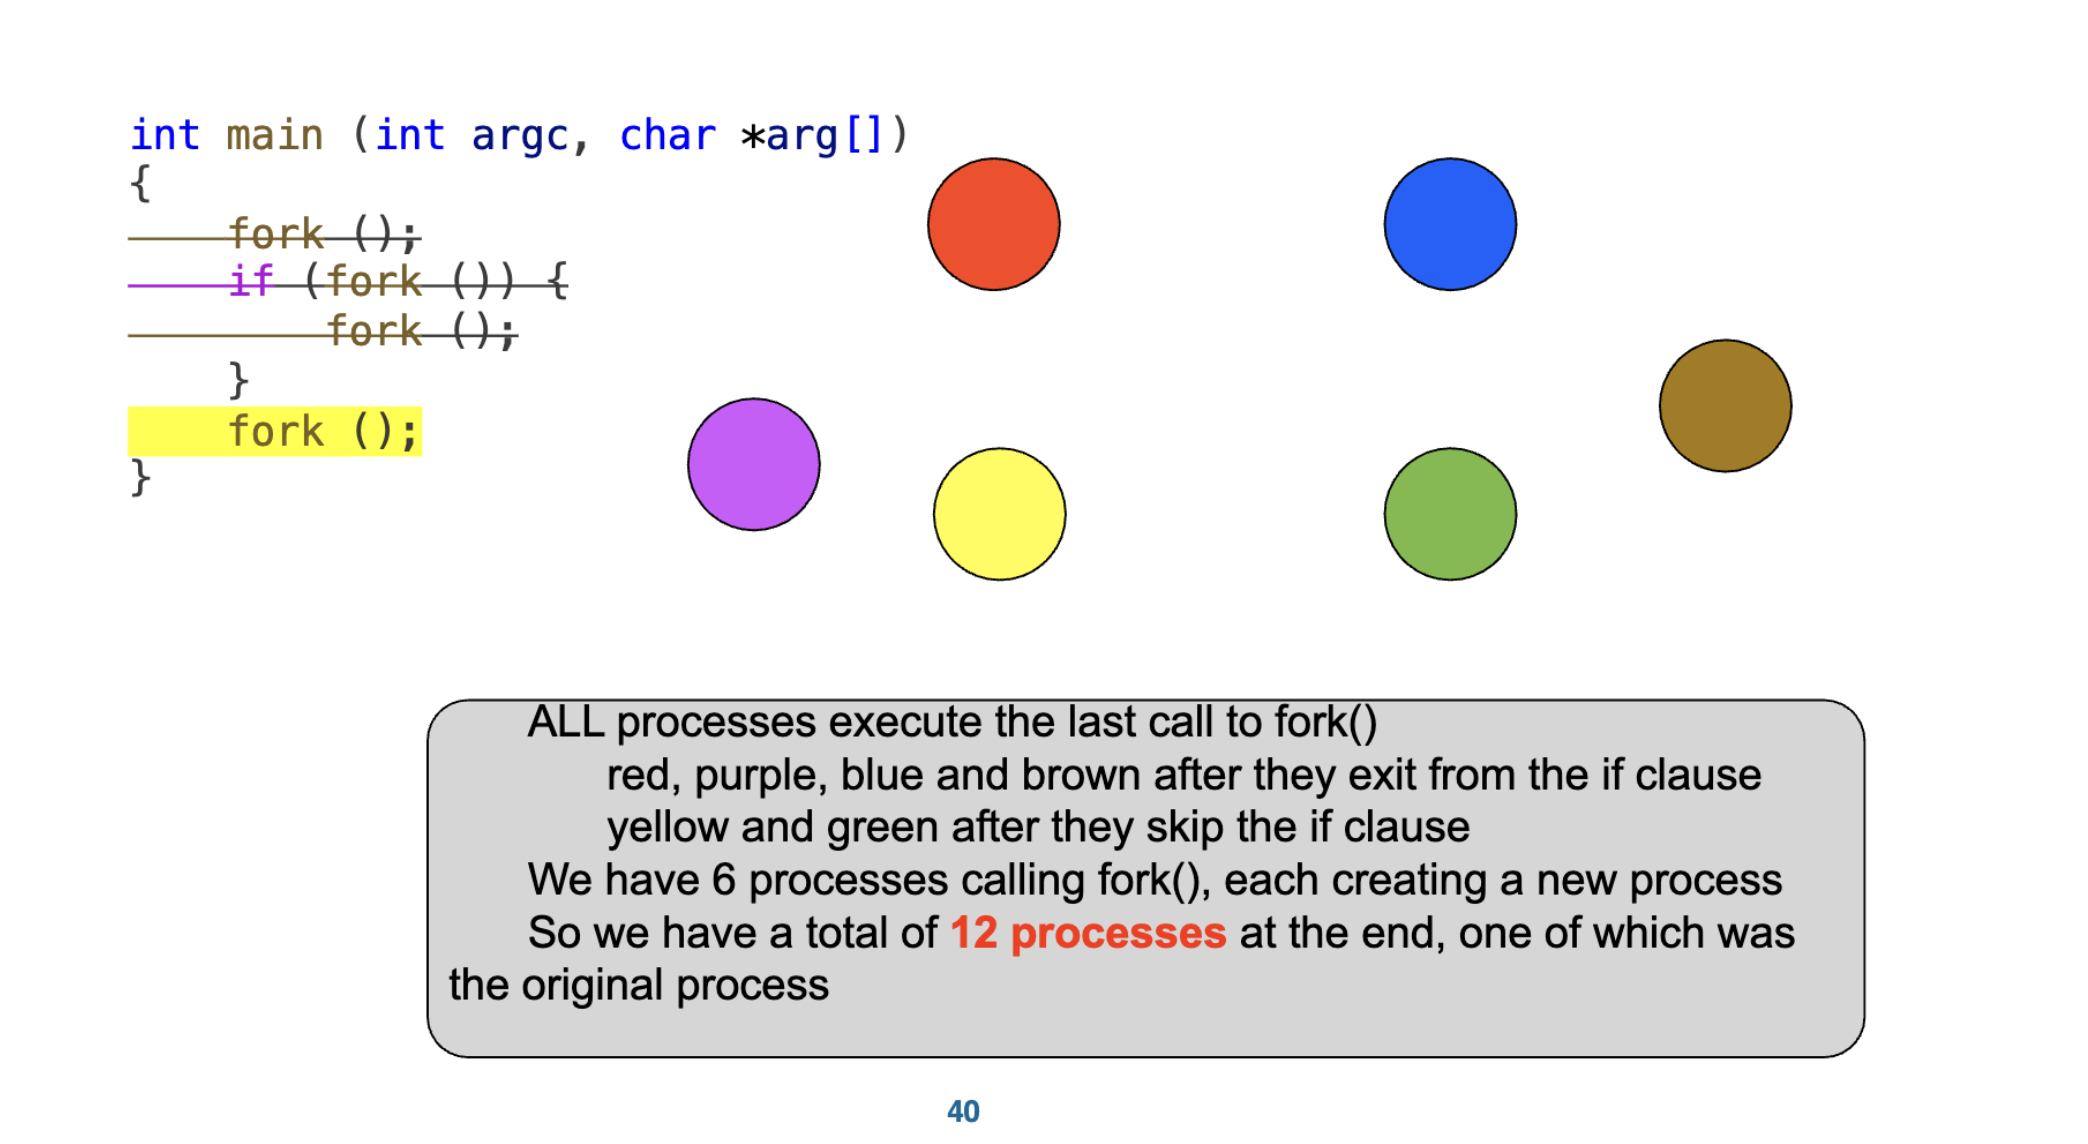 int main (int argc, char *arg[])
{
fork ();
if (fork ()) {
fork ();
}
fork ();
}
ALL processes execute the last call to fork()
red, purple, blue and brown after they exit from the if clause
yellow and green after they skip the if clause
We have 6 processes calling fork(), each creating a new process
So we have a total of 12 processes at the end, one of which was
the original process
40